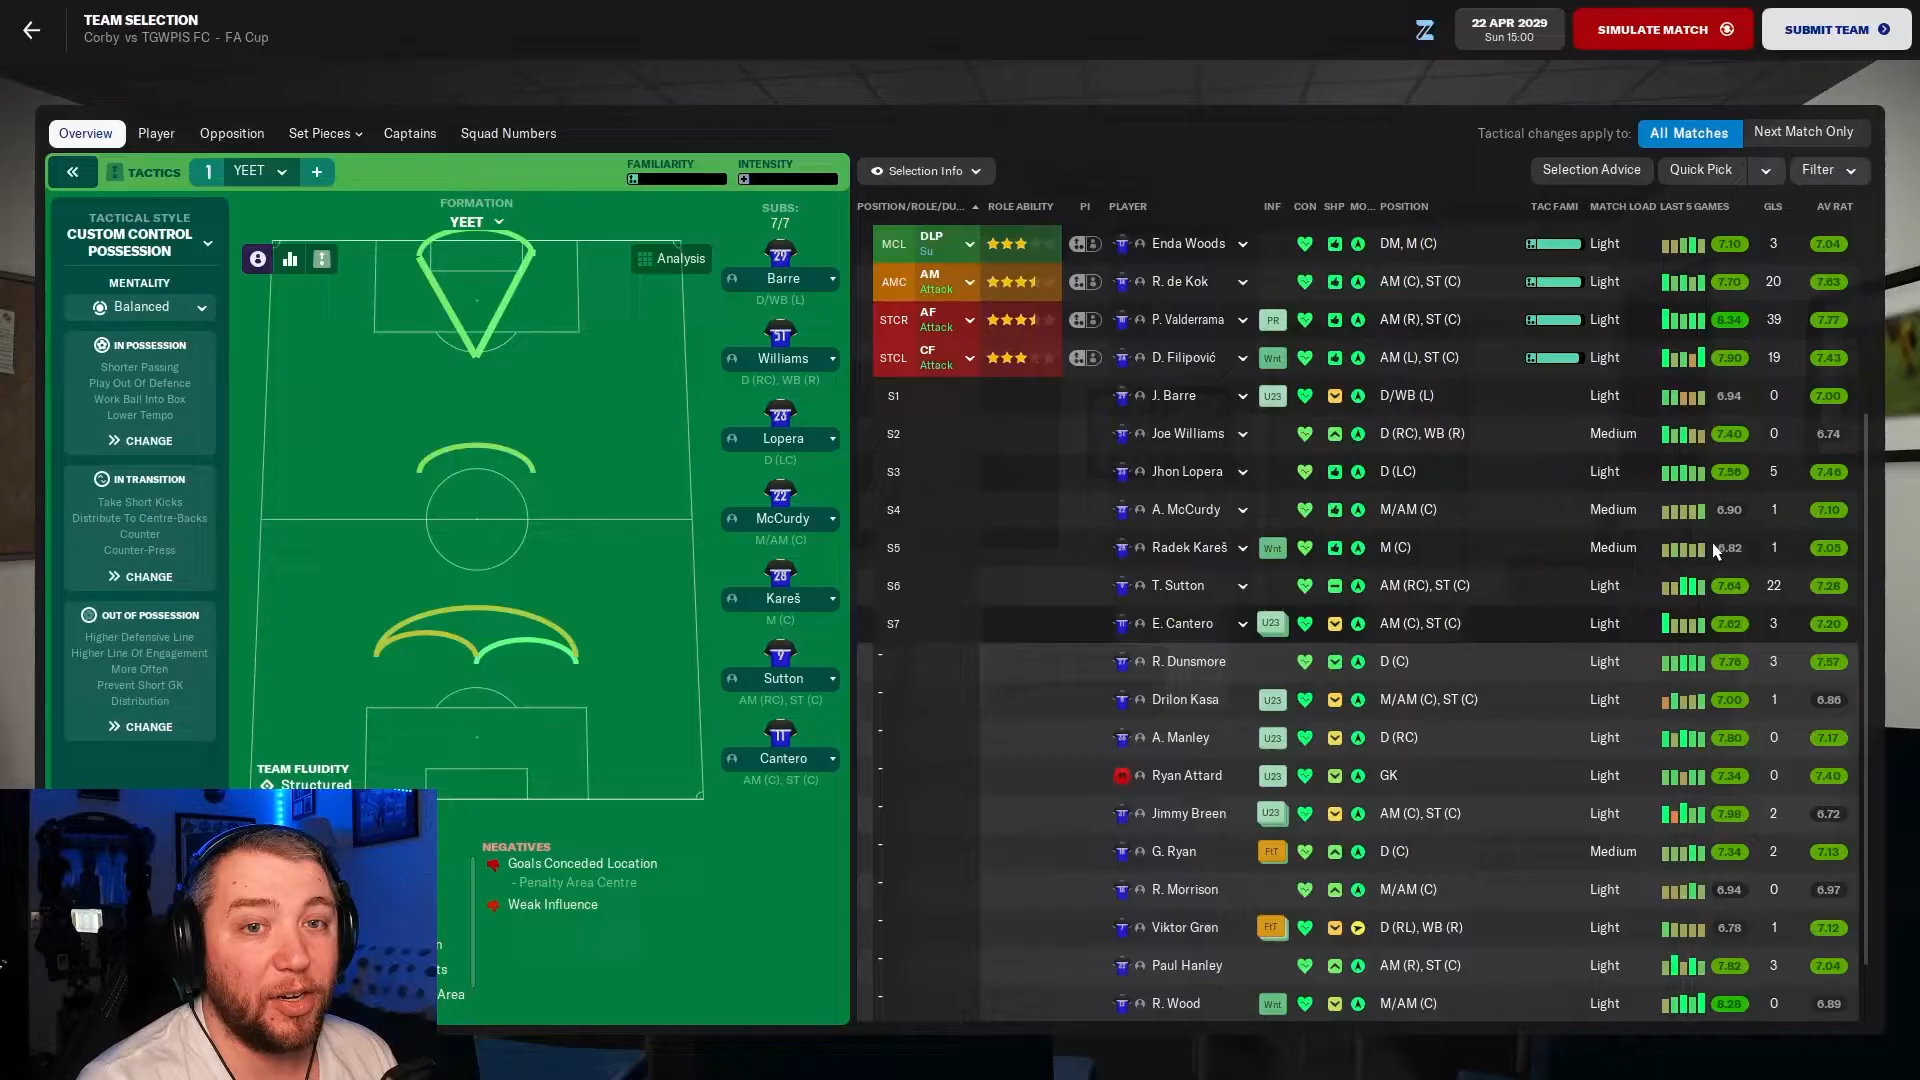 TEAM SELECTION
Corby vs TGWPIS FC - FA Cup
22 APR 2029
Sun 15:00
SIMULATE MATCH
SUBMIT TEAM
Overview
Player
Opposition
Set Pieces
Captains
Squad Numbers
Tactical changes apply to:
All Matches
Next Match Only
TACTICS
1
YEET
+
FAMILIARITY
INTENSITY
Selection Info
Selection Advice
Quick Pick
Filter
TACTICAL STYLE
CUSTOM CONTROL
POSSESSION
MENTALITY
Balanced
IN POSSESSION
Shorter Passing
Play Out Of Defence
Work Ball Into Box
Lower Tempo
CHANGE
IN TRANSITION
Take Short Kicks
Distribute To Centre-Backs
Counter
Counter-Press
CHANGE
OUT OF POSSESSION
Higher Defensive Line
Higher Line Of Engagement
More Often
Prevent Short GK
Distribution
CHANGE
FORMATION
YEET
Analysis
TEAM FLUIDITY
Structured
NEGATIVES
Goals Conceded Location
- Penalty Area Centre
Weak Influence
n
ts
Area
SUBS:
7/7
29
Barre
D/WB (L)
51
Williams
D (RC), WB (R)
23
Lopera
D (LC)
22
McCurdy
M/AM (C)
28
Kareš
M (C)
9
Sutton
AM (RC), ST (C)
11
Cantero
AM (C), ST (C)
POSITION/ROLE/DU... ROLE ABILITY PI PLAYER INF CON SHP MO... POSITION TAC FAMI MATCH LOAD LAST 5 GAMES GLS AV RAT
MCL DLP Su Enda Woods DM, M (C) Light 7.10 3 7.04
AMC AM Attack R. de Kok AM (C), ST (C) Light 7.70 20 7.63
STCR AF Attack P. Valderrama PR AM (R), ST (C) Light 8.34 39 7.77
STCL CF Attack D. Filipović Wnt AM (L), ST (C) Light 7.90 19 7.43
S1 J. Barre U23 D/WB (L) Light 6.94 0 7.00
S2 Joe Williams D (RC), WB (R) Medium 7.40 0 6.74
S3 Jhon Lopera D (LC) Light 7.56 5 7.46
S4 A. McCurdy M/AM (C) Medium 6.90 1 7.10
S5 Radek Kareš Wnt M (C) Medium 6.82 1 7.05
S6 T. Sutton AM (RC), ST (C) Light 7.64 22 7.28
S7 E. Cantero U23 AM (C), ST (C) Light 7.62 3 7.20
- R. Dunsmore D (C) Light 7.76 3 7.57
- Drilon Kasa U23 M/AM (C), ST (C) Light 7.00 1 6.86
- A. Manley U23 D (RC) Light 7.80 0 7.17
- Ryan Attard U23 GK Light 7.34 0 7.40
- Jimmy Breen U23 AM (C), ST (C) Light 7.98 2 6.72
- G. Ryan FtT D (C) Medium 7.34 2 7.13
- R. Morrison M/AM (C) Light 6.94 0 6.97
- Viktor Grøn FtT D (RL), WB (R) Light 6.78 1 7.12
- Paul Hanley AM (R), ST (C) Light 7.82 3 7.04
- R. Wood Wnt M/AM (C) Light 8.28 0 6.89